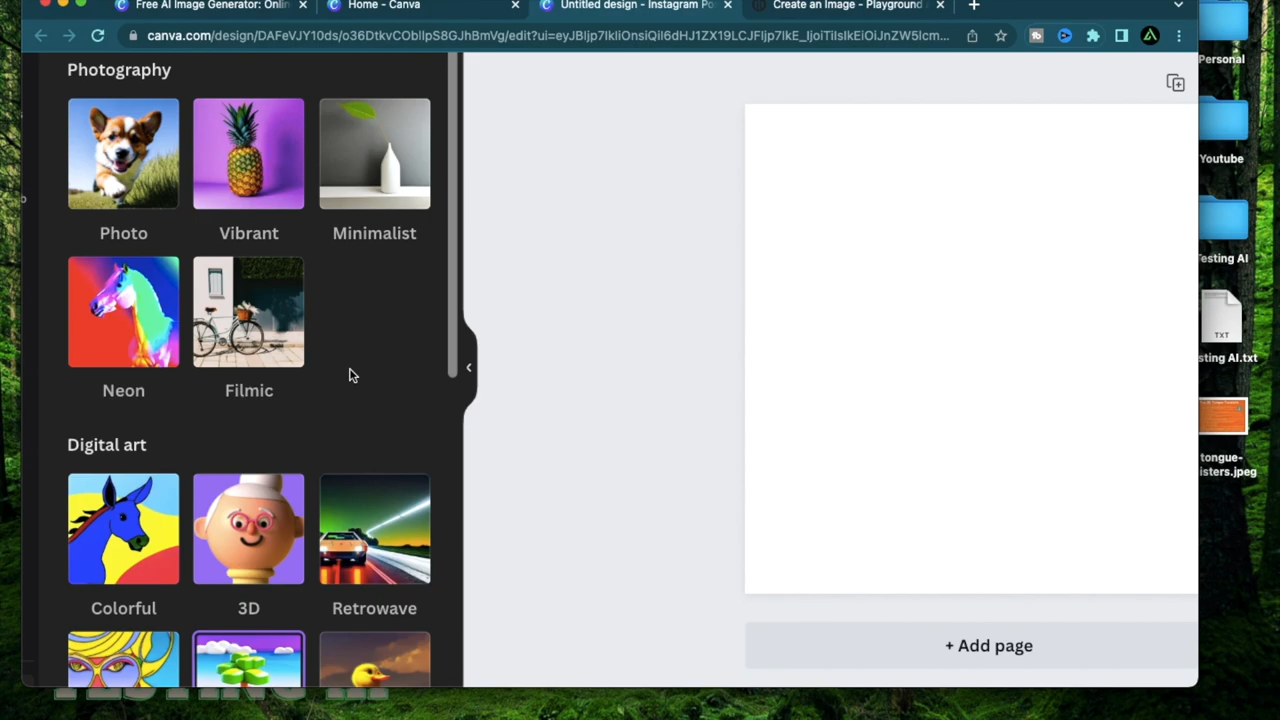 Free AI Image Generator: Onlin
Home - Canva
Untitled design - Instagram Po
Create an Image - Playground
canva.com/design/DAFeVJY10ds/o36DtkvCOblIpS8GJhBmVg/edit?ui=eyJBIjp7IkIiOnsiQiI6dHJ1ZX19LCJFIjp7IkE_IjoiTiIsIkEiOiJnZW5lcm...
Personal
Photography
Youtube
Photo
Vibrant
Minimalist
Testing AI
TXT
sting AI.txt
Neon
Filmic
Digital art
tongue-
isters.jpeg
Colorful
3D
Retrowave
+ Add page